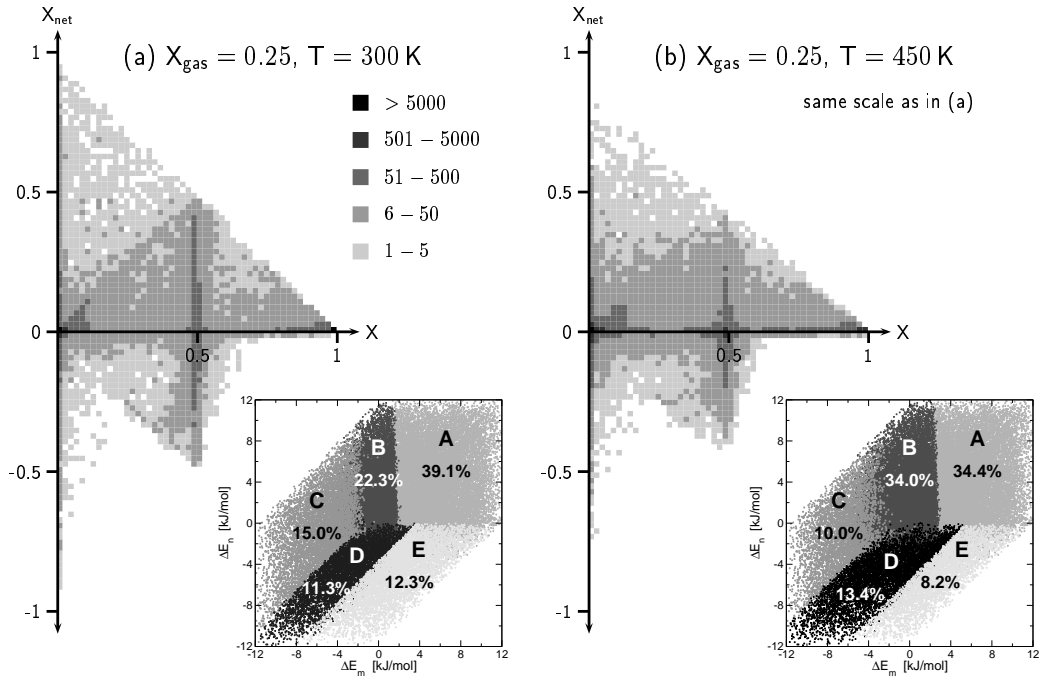 X_net
(a) X_gas = 0.25, T = 300 K
> 5000
501 – 5000
51 – 500
6 – 50
1 – 5
1
0.5
0
-0.5
-1
X
0.5
1
12
8
4
0
-4
-8
-12
ΔE_n [kJ/mol]
A
39.1%
B
22.3%
C
15.0%
D
11.3%
E
12.3%
-12 -8 -4 0 4 8 12
ΔE_m [kJ/mol]
X_net
(b) X_gas = 0.25, T = 450 K
same scale as in (a)
1
0.5
0
-0.5
-1
X
0.5
1
12
8
4
0
-4
-8
-12
ΔE_n [kJ/mol]
A
34.4%
B
34.0%
C
10.0%
D
13.4%
E
8.2%
-12 -8 -4 0 4 8 12
ΔE_m [kJ/mol]